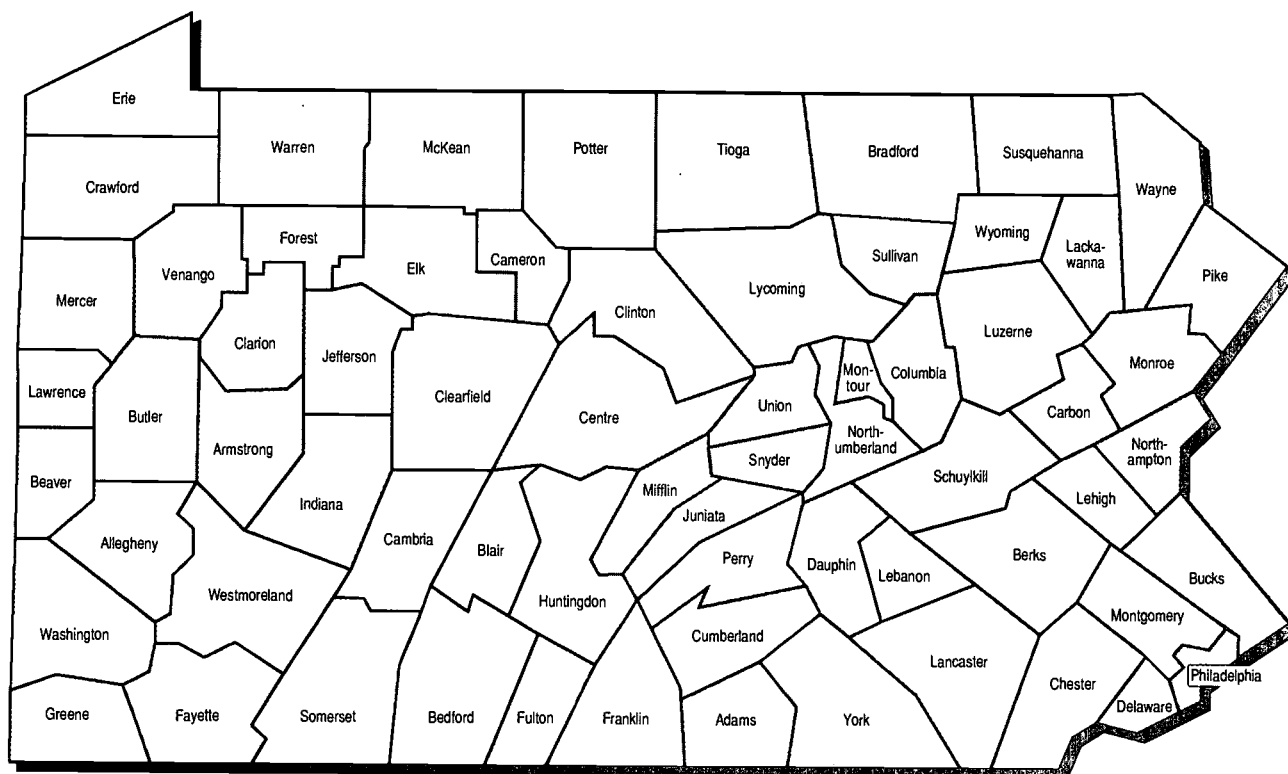 Erie
Warren
McKean
Potter
Tioga
Bradford
Susquehanna
Wayne
Crawford
Forest
Elk
Cameron
Sullivan
Wyoming
Lacka-
wanna
Pike
Venango
Mercer
Clinton
Lycoming
Clarion
Jefferson
Luzerne
Monroe
Lawrence
Butler
Clearfield
Centre
Union
Mon-
tour
Columbia
Carbon
Armstrong
Snyder
North-
umberland
North-
ampton
Beaver
Indiana
Mifflin
Juniata
Schuylkill
Lehigh
Allegheny
Cambria
Blair
Perry
Dauphin
Lebanon
Berks
Bucks
Westmoreland
Huntingdon
Montgomery
Washington
Cumberland
Lancaster
Chester
Philadelphia
Greene
Fayette
Somerset
Bedford
Fulton
Franklin
Adams
York
Delaware